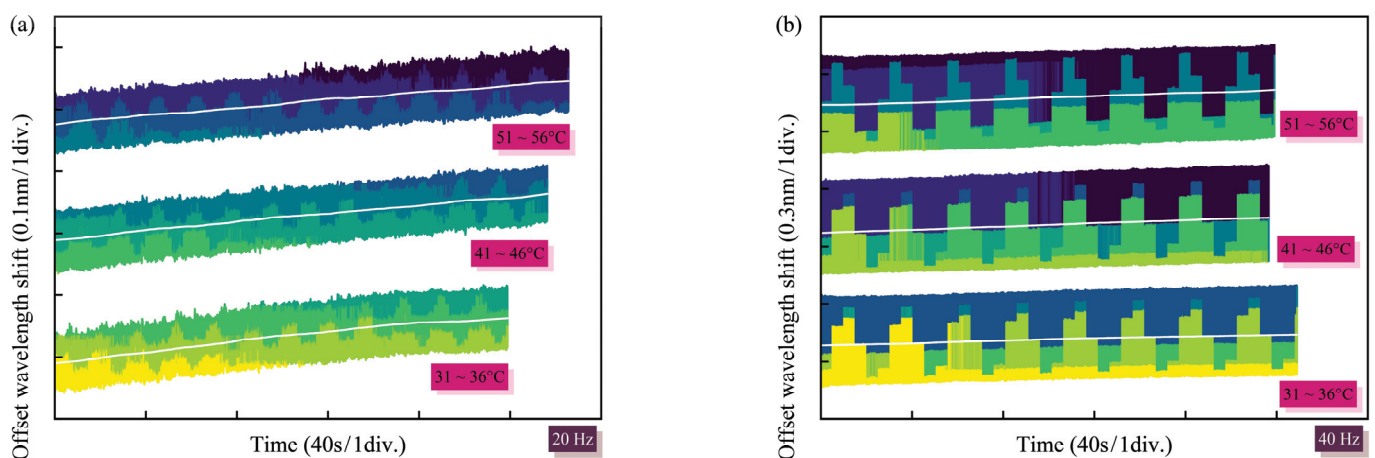 (a)
Offset wavelength shift (0.1nm/1div.)
51 ~ 56°C
41 ~ 46°C
31 ~ 36°C
Time (40s/1div.)
20 Hz
(b)
Offset wavelength shift (0.3nm/1div.)
51 ~ 56°C
41 ~ 46°C
31 ~ 36°C
Time (40s/1div.)
40 Hz